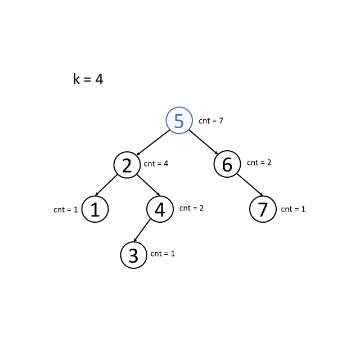 k = 4
5 cnt = 7
2 cnt = 4 6 cnt = 2
cnt = 1 1 4 cnt = 2 7 cnt = 1
3 cnt = 1